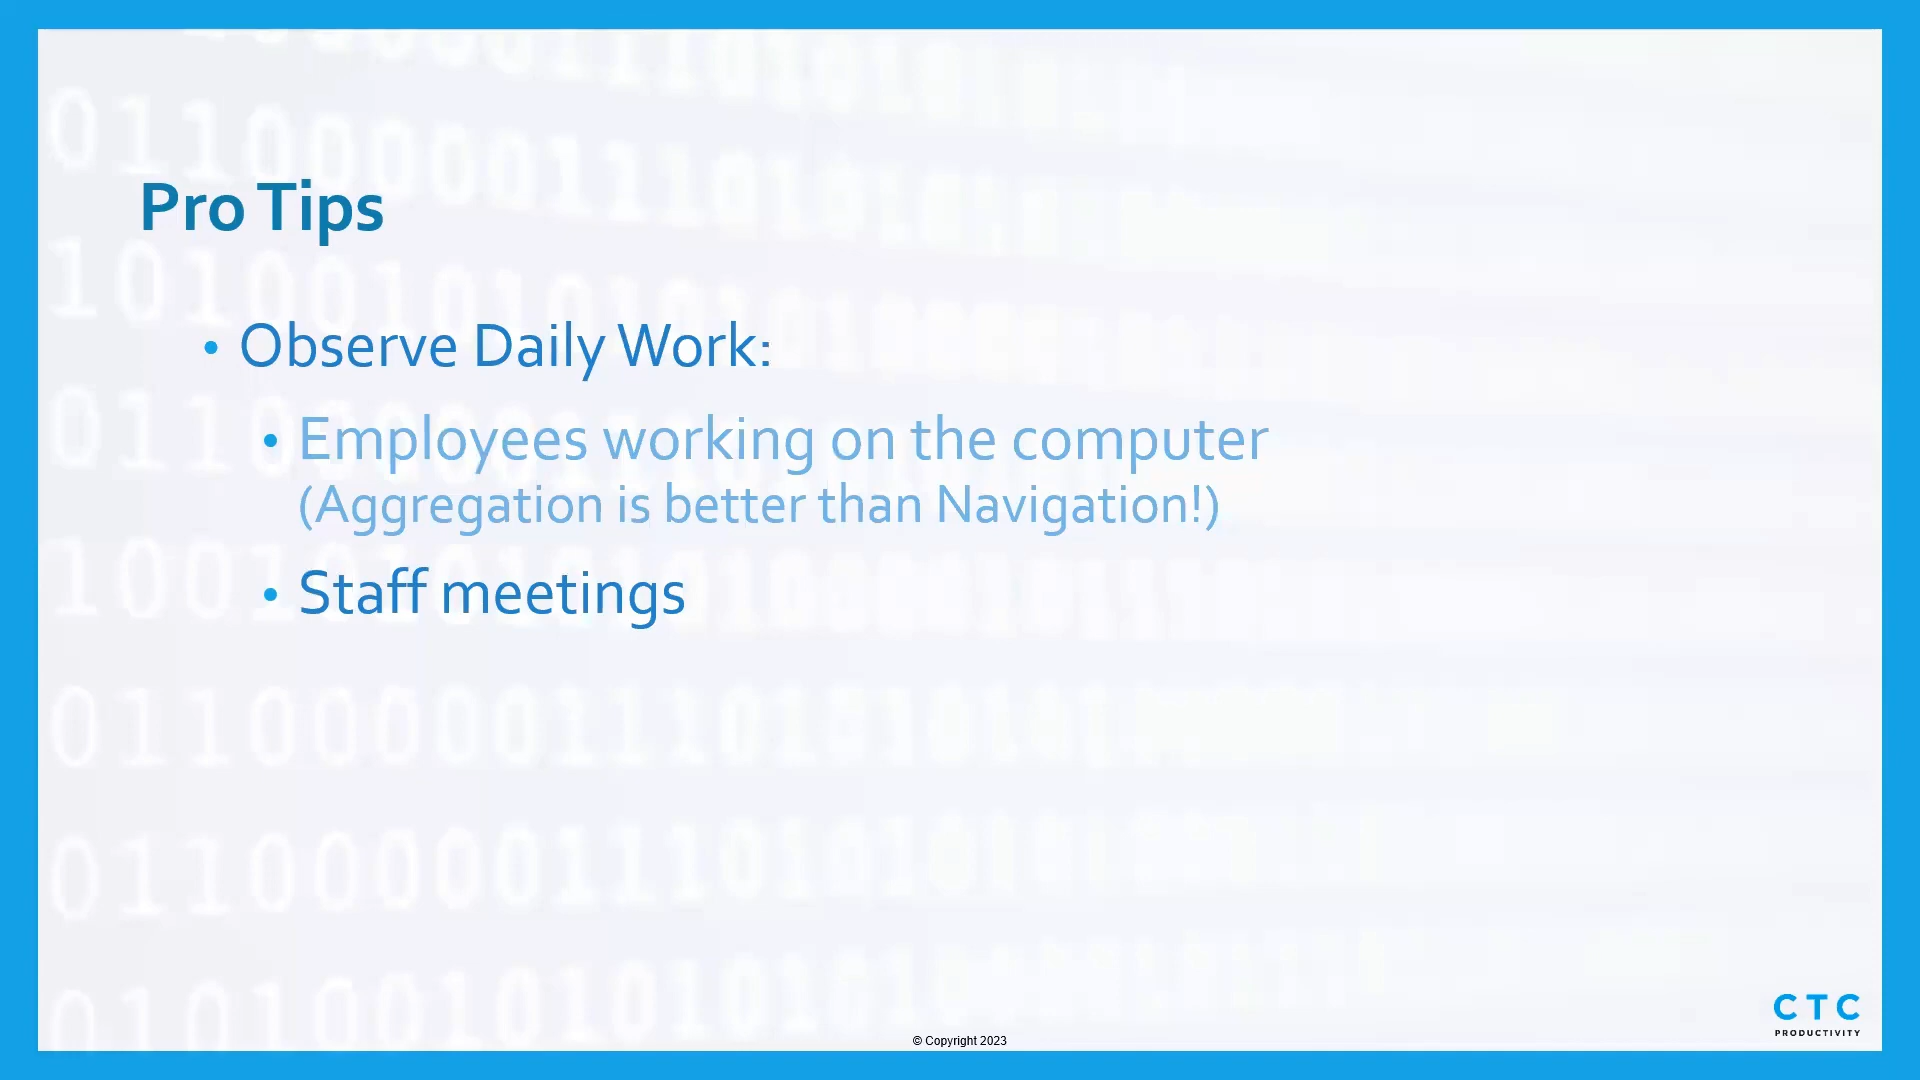 Pro Tips
• Observe Daily Work:
• Employees working on the computer
(Aggregation is better than Navigation!)
• Staff meetings
CTC
PRODUCTIVITY
© Copyright 2023